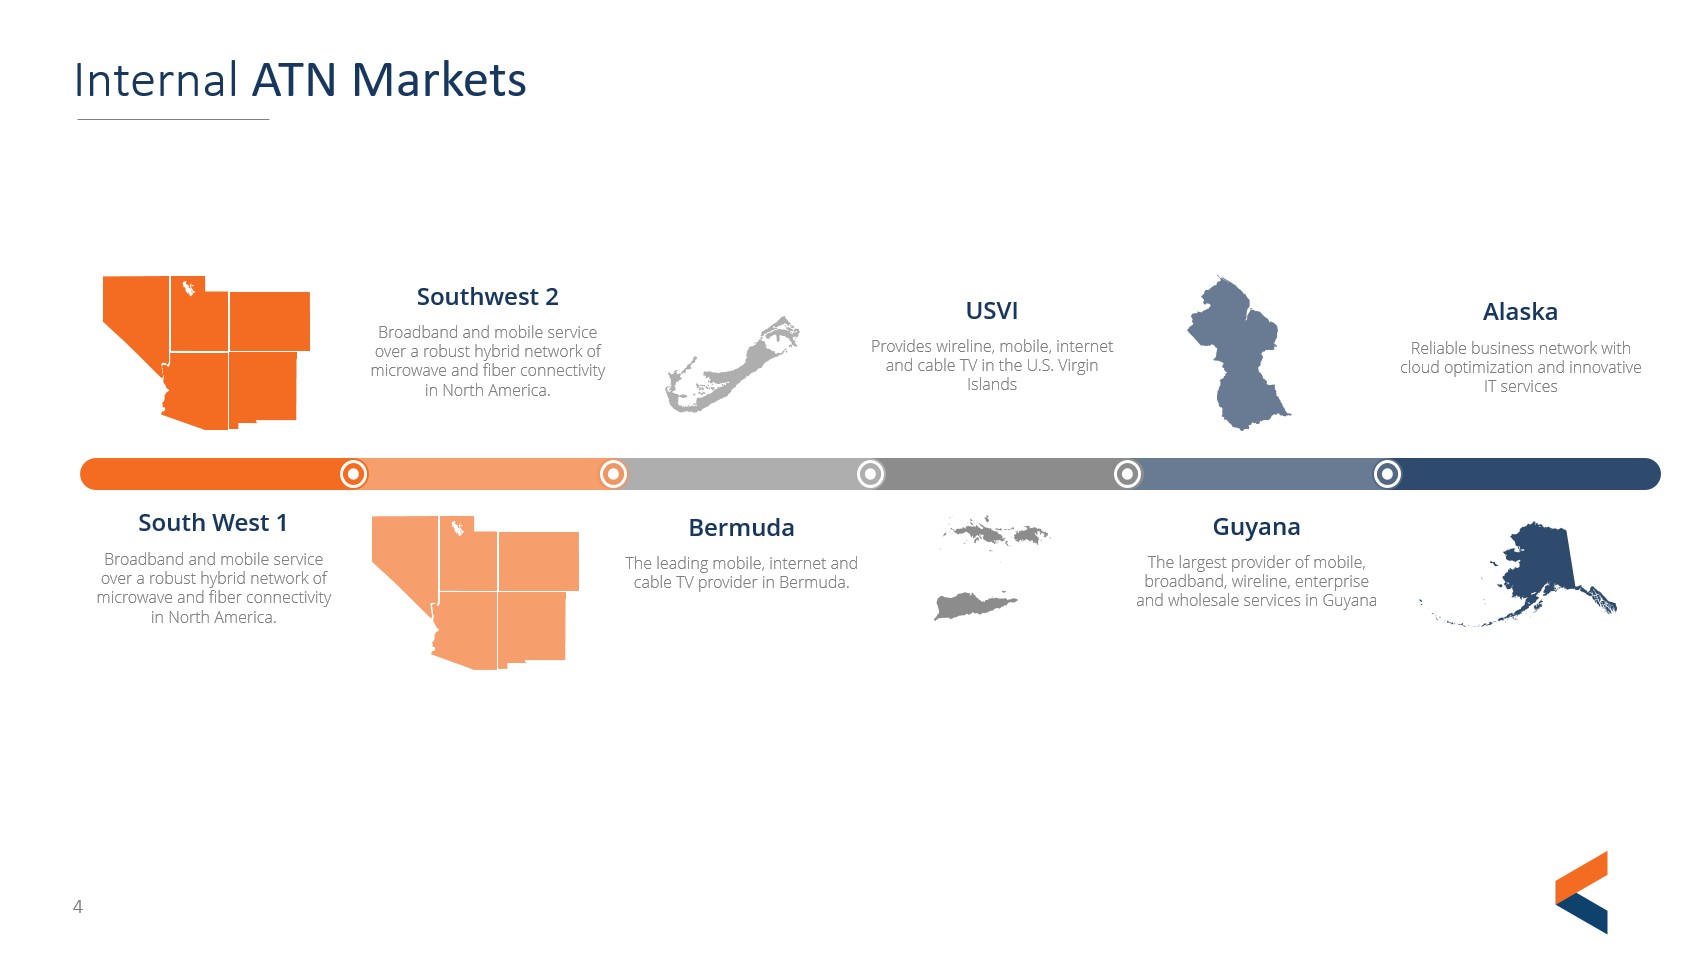 Internal ATN Markets
Southwest 2
Broadband and mobile service
over a robust hybrid network of
microwave and fiber connectivity
in North America.
USVI
Provides wireline, mobile, internet
and cable TV in the U.S. Virgin
Islands
Alaska
Reliable business network with
cloud optimization and innovative
IT services
South West 1
Broadband and mobile service
over a robust hybrid network of
microwave and fiber connectivity
in North America.
Bermuda
The leading mobile, internet and
cable TV provider in Bermuda.
Guyana
The largest provider of mobile,
broadband, wireline, enterprise
and wholesale services in Guyana
4